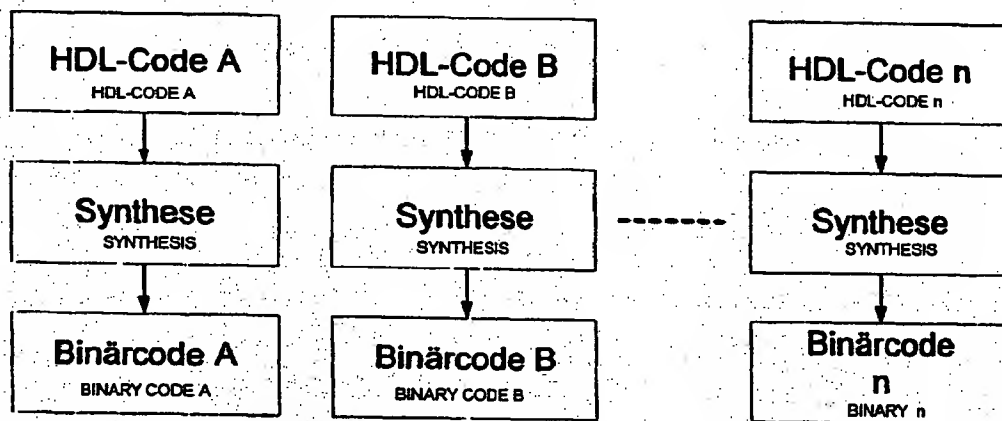 HDL-Code A
HDL-CODE A
Synthese
SYNTHESIS
Binärcode A
BINARY CODE A
HDL-Code B
HDL-CODE B
Synthese
SYNTHESIS
Binärcode B
BINARY CODE B
HDL-Code n
HDL-CODE n
Synthese
SYNTHESIS
Binärcode
n
BINARY n